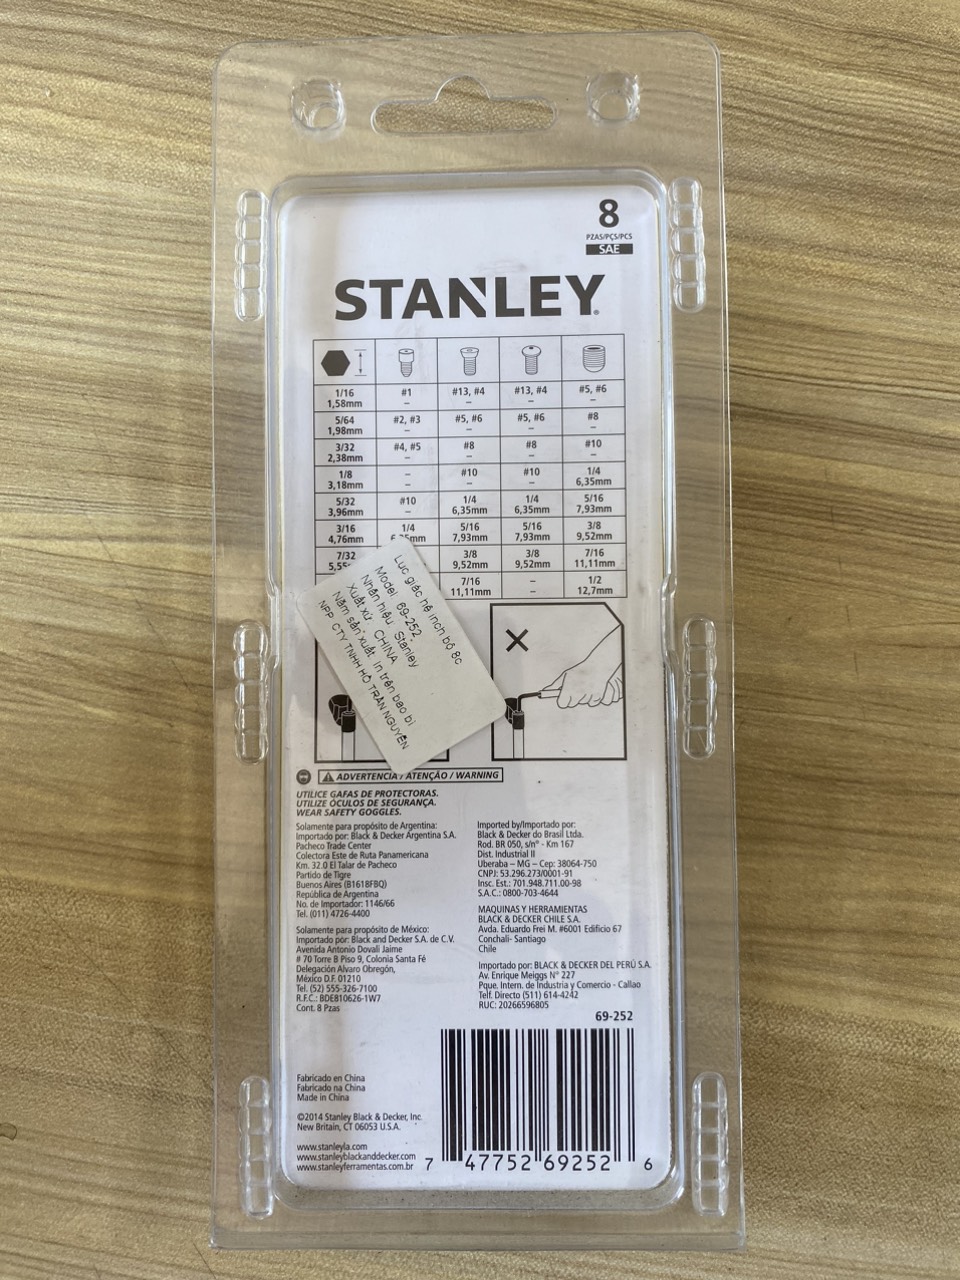 8
PZAS/PÇS/PCS
SAE
STANLEY
1/16 #1 #13, #4 #13, #4 #5, #6
1,58mm – – – –
5/64 #2, #3 #5, #6 #5, #6 #8
1,98mm – – – –
3/32 #4, #5 #8 #8 #10
2,38mm – – – –
1/8 – #10 #10 1/4
3,18mm – – – 6,35mm
5/32 #10 1/4 1/4 5/16
3,96mm – 6,35mm 6,35mm 7,93mm
3/16 1/4 5/16 5/16 3/8
4,76mm 7,93mm 7,93mm 9,52mm
7/32 3/8 3/8 7/16
9,52mm 9,52mm 11,11mm
7/16 – 1/2
11,11mm – 12,7mm
Lục giác hệ inch bộ 8c
Model: 69-252
Nhãn hiệu: Stanley
Xuất xứ: CHINA
Năm sản xuất: In trên bao bì
NPP: CTY TNHH HỒ TRẦN NGUYỄN
ADVERTENCIA / ATENÇÃO / WARNING
UTILICE GAFAS DE PROTECTORAS.
UTILIZE ÓCULOS DE SEGURANÇA.
WEAR SAFETY GOGGLES.
Solamente para propósito de Argentina:
Importado por: Black & Decker Argentina S.A.
Pacheco Trade Center
Colectora Este de Ruta Panamericana
Km. 32.0 El Talar de Pacheco
Partido de Tigre
Buenos Aires (B1618FBQ)
República de Argentina
No. de Importador: 1146/66
Tel. (011) 4726-4400
Solamente para propósito de México:
Importado por: Black and Decker S.A. de C.V.
Avenida Antonio Dovali Jaime
# 70 Torre B Piso 9, Colonia Santa Fé
Delegación Alvaro Obregón,
México D.F. 01210
Tel. (52) 555-326-7100
R.F.C.: BDE810626-1W7
Cont. 8 Pzas
Imported by/Importado por:
Black & Decker do Brasil Ltda.
Rod. BR 050, s/nº - Km 167
Dist. Industrial II
Uberaba – MG – Cep: 38064-750
CNPJ: 53.296.273/0001-91
Insc. Est.: 701.948.711.00-98
S.A.C.: 0800-703-4644
MAQUINAS Y HERRAMIENTAS
BLACK & DECKER CHILE S.A.
Avda. Eduardo Frei M. #6001 Edificio 67
Conchali- Santiago
Chile
Importado por: BLACK & DECKER DEL PERÚ S.A.
Av. Enrique Meiggs N° 227
Pque. Intern. de Industria y Comercio - Callao
Telf. Directo (511) 614-4242
RUC: 20266596805
69-252
Fabricado en China
Fabricado na China
Made in China
©2014 Stanley Black & Decker, Inc.
New Britain, CT 06053 U.S.A.
www.stanleyla.com
www.stanleyblackanddecker.com
www.stanleyferramentas.com.br
7 47752 69252 6